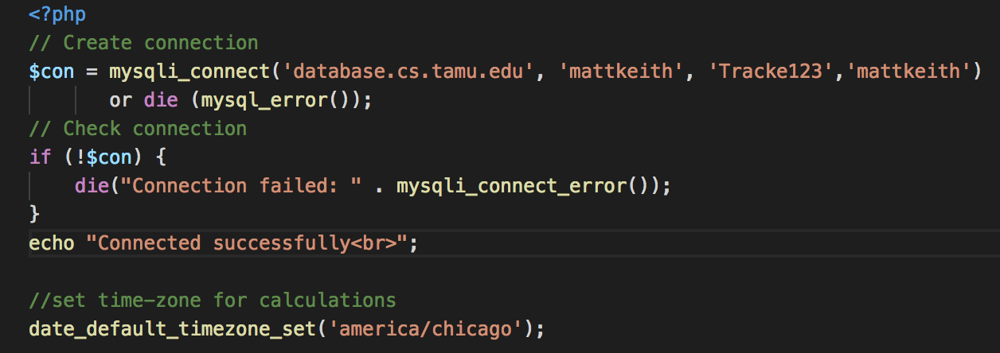 <?php
// Create connection
$con = mysqli_connect('database.cs.tamu.edu', 'mattkeith', 'Tracke123','mattkeith')
or die (mysql_error());
// Check connection
if (!$con) {
die("Connection failed: " . mysqli_connect_error());
}
echo "Connected successfully<br>";
//set time-zone for calculations
date_default_timezone_set('america/chicago');